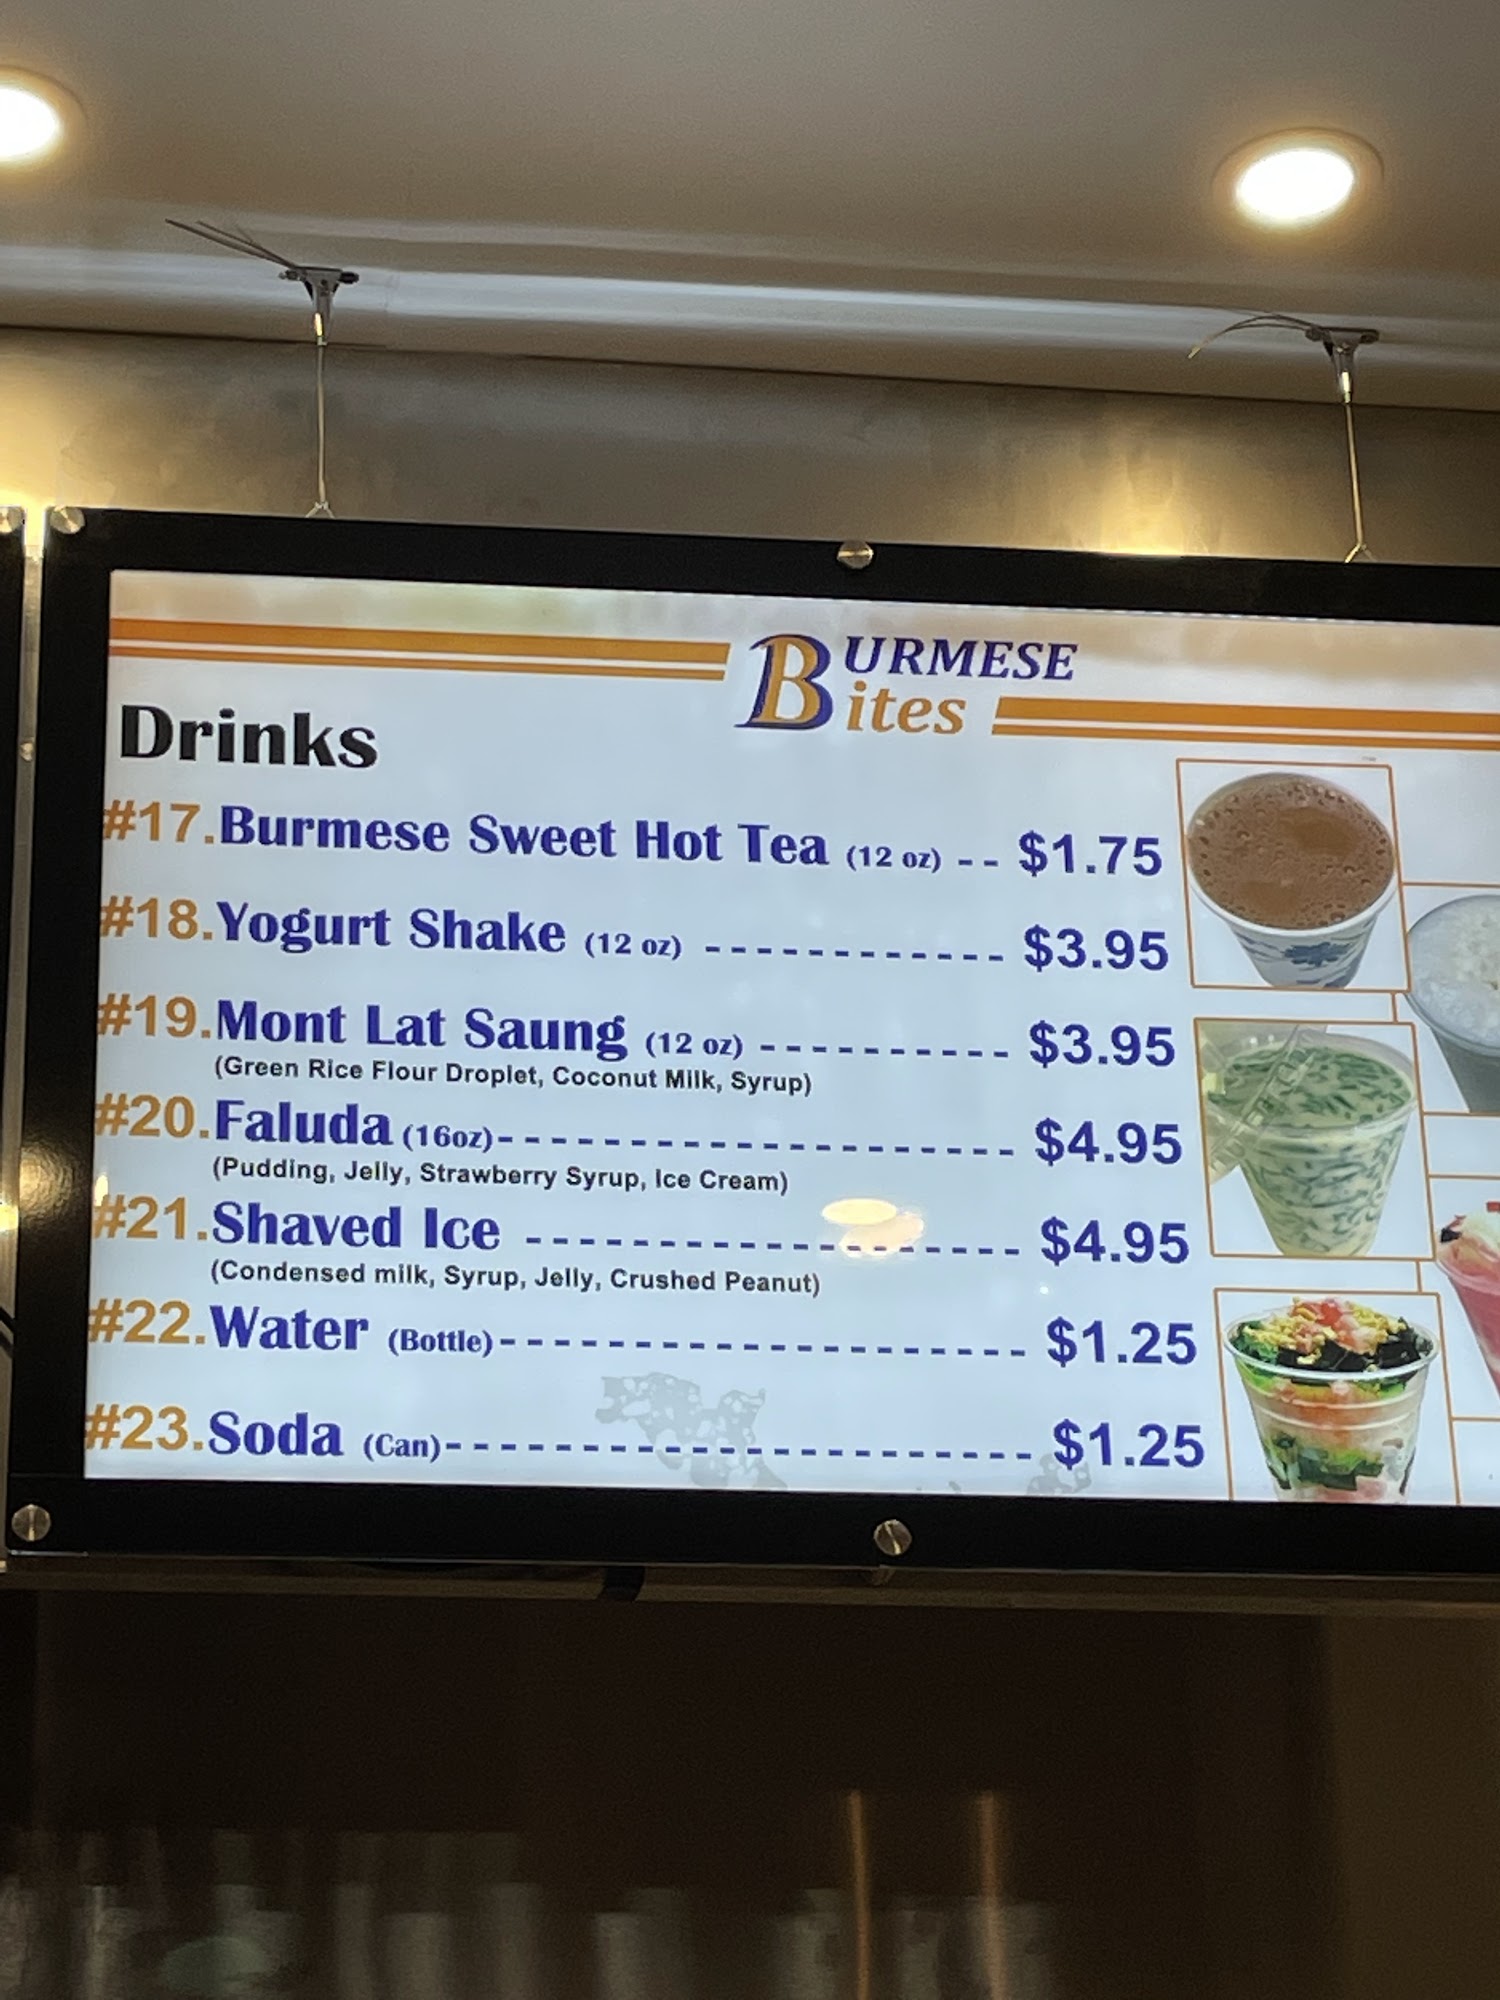 BURMESE
Bites
Drinks
#17.Burmese Sweet Hot Tea (12 oz) -- $1.75
#18.Yogurt Shake (12 oz) ------------ $3.95
#19.Mont Lat Saung (12 oz) ---------- $3.95
(Green Rice Flour Droplet, Coconut Milk, Syrup)
#20.Faluda (16oz)-------------------- $4.95
(Pudding, Jelly, Strawberry Syrup, Ice Cream)
#21.Shaved Ice ------------------- $4.95
(Condensed milk, Syrup, Jelly, Crushed Peanut)
#22.Water (Bottle)-------------------- $1.25
#23.Soda (Can)---------------------- $1.25